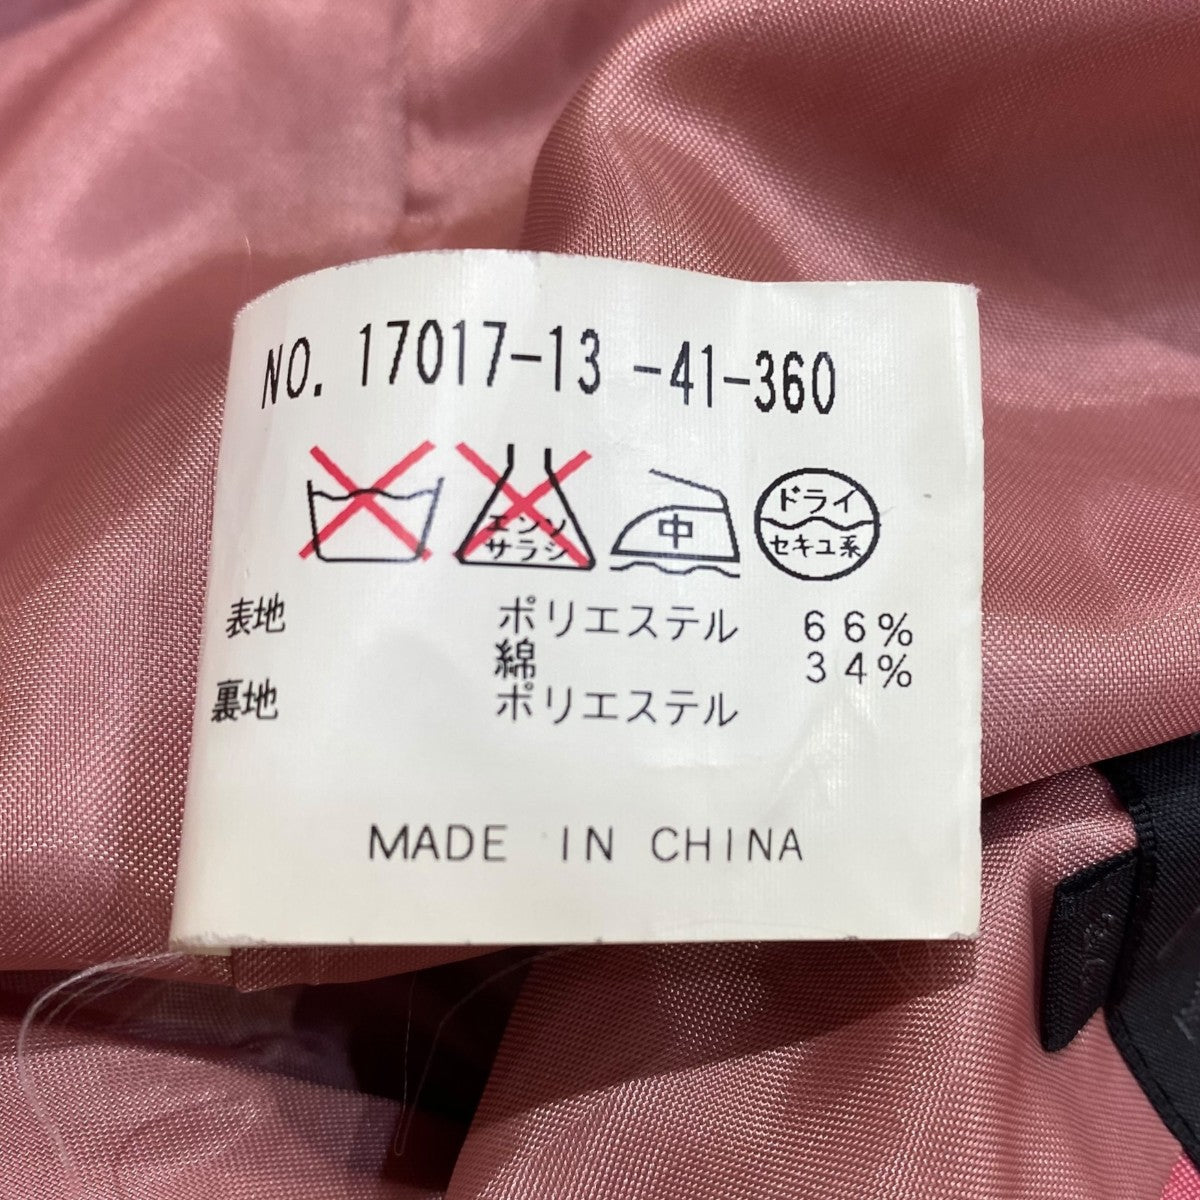 NO. 17017-13 -41-360
エンソ サラシ 中 ドライ セキユ系
表地 ポリエステル 66%
綿 34%
裏地 ポリエステル
MADE IN CHINA